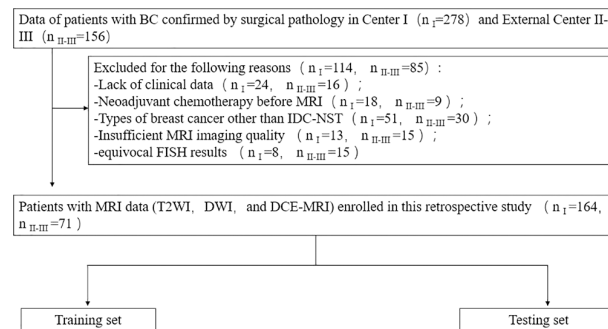 Data of patients with BC confirmed by surgical pathology in Center I (n I=278) and External Center II-
III (n II-III=156)
Excluded for the following reasons (n I=114, n II-III=85) :
-Lack of clinical data (n I=24, n II-III=16) ;
-Neoadjuvant chemotherapy before MRI (n I=18, n II-III=9) ;
-Types of breast cancer other than IDC-NST (n I=51, n II-III=30) ;
-Insufficient MRI imaging quality (n I=13, n II-III=15) ;
-equivocal FISH results (n I=8, n II-III=15)
Patients with MRI data (T2WI, DWI, and DCE-MRI) enrolled in this retrospective study (n I=164,
n II-III=71)
Training set
Testing set